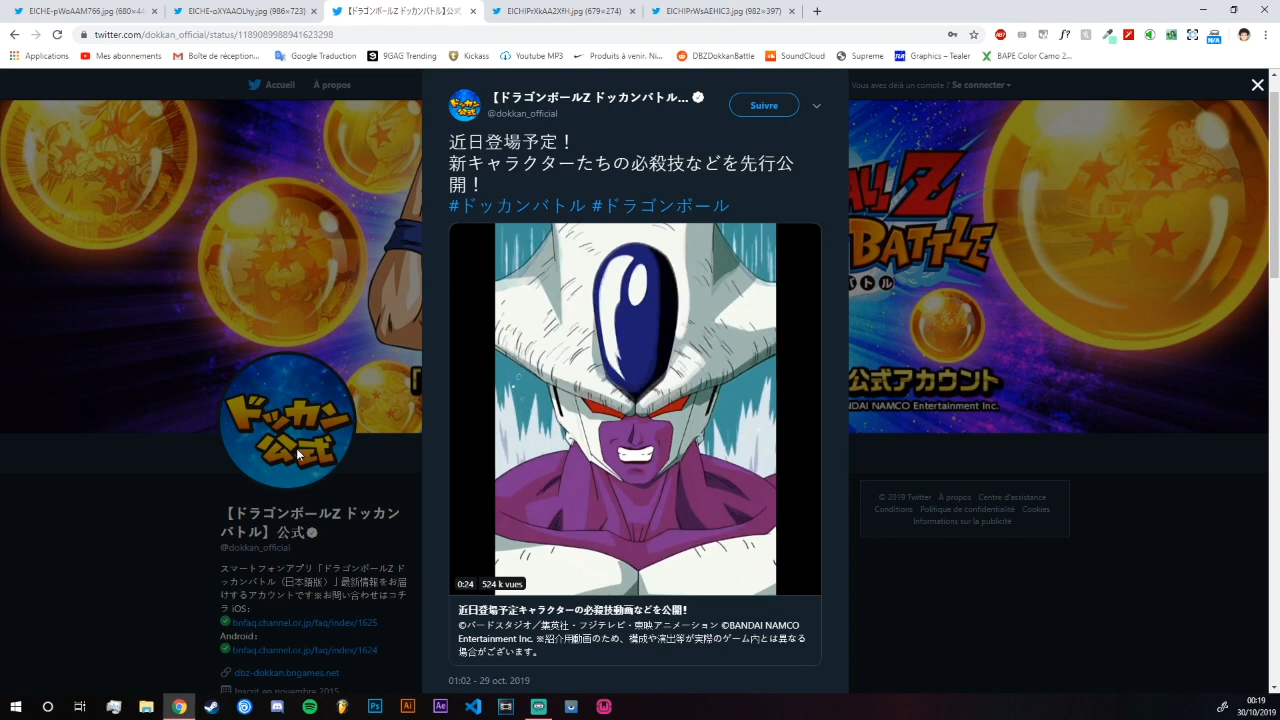 EICHE-pWoAAM766.jpg (680×44
EICHE-oXYAAOLhy.jpg (986×723)
【ドラゴンボールZ ドッカンバトル】公式
EICHIPrXkAA2XfH.jpg (679×274)
EICHIPrWsAEHIC3.jpg (982×397)
twitter.com/dokkan_official/status/1189089988941623298
Applications
Mes abonnements
Boîte de réception...
Google Traduction
9GAG Trending
Kickass
Youtube MP3
Produits à venir. Ni...
DBZDokkanBattle
SoundCloud
Supreme
Graphics – Tealer
BAPE Color Camo 2...
Accueil
À propos
Vous avez déjà un compte ? Se connecter
【ドラゴンボールZ ドッカンバトル...
@dokkan_official
Suivre
近日登場予定！
新キャラクターたちの必殺技などを先行公
開！
#ドッカンバトル #ドラゴンボール
0:24
524 k vues
近日登場予定キャラクターの必殺技動画などを公開！
©バードスタジオ／集英社・フジテレビ・東映アニメーション ©BANDAI NAMCO
Entertainment Inc. ※紹介用動画のため、構成や演出等が実際のゲーム内とは異なる
場合がございます。
01:02 - 29 oct. 2019
ALL Z
BATTLE
バトル
公式アカウント
NDAI NAMCO Entertainment Inc.
ドッカン
公式
【ドラゴンボールZ ドッカン
バトル】公式
@dokkan_official
スマートフォンアプリ「ドラゴンボールZ ド
ッカンバトル（日本語版）」最新情報をお届
けするアカウントです※お問い合わせはコチ
ラ iOS：
bnfaq.channel.or.jp/faq/index/1625
Android：
bnfaq.channel.or.jp/faq/index/1624
dbz-dokkan.bngames.net
Inscrit en novembre 2015
© 2019 Twitter À propos Centre d'assistance
Conditions Politique de confidentialité Cookies
Informations sur la publicité
00:19
30/10/2019